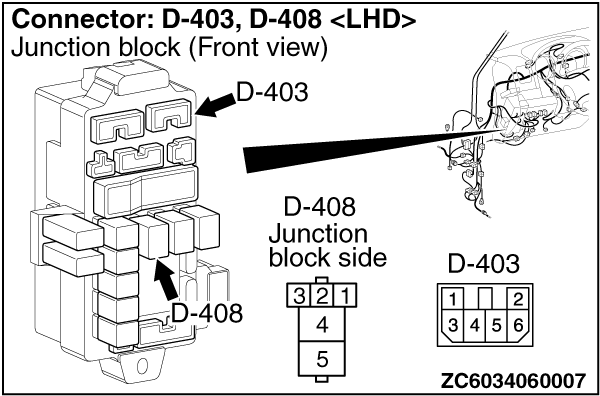 Connector: D-403, D-408 <LHD>
Junction block (Front view)
D-403
D-408
D-408
Junction
block side
3 2 1
4
5
D-403
1 2
3 4 5 6
ZC6034060007